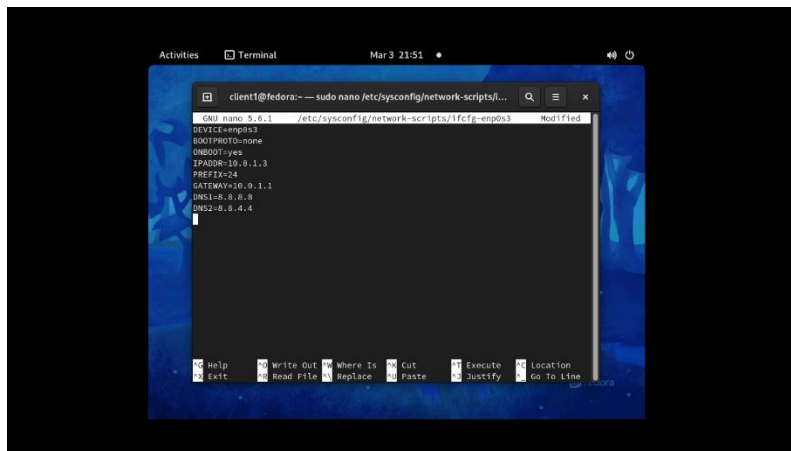 Activities Terminal Mar 3 21:51
client1@fedora:~ — sudo nano /etc/sysconfig/network-scripts/i...
GNU nano 5.6.1 /etc/sysconfig/network-scripts/ifcfg-enp0s3 Modified
DEVICE=enp0s3
BOOTPROTO=none
ONBOOT=yes
IPADDR=10.0.1.3
PREFIX=24
GATEWAY=10.0.1.1
DNS1=8.8.8.8
DNS2=8.8.4.4
^G Help ^O Write Out ^W Where Is ^K Cut ^T Execute ^C Location
^X Exit ^R Read File ^\ Replace ^U Paste ^J Justify ^_ Go To Line
fedora